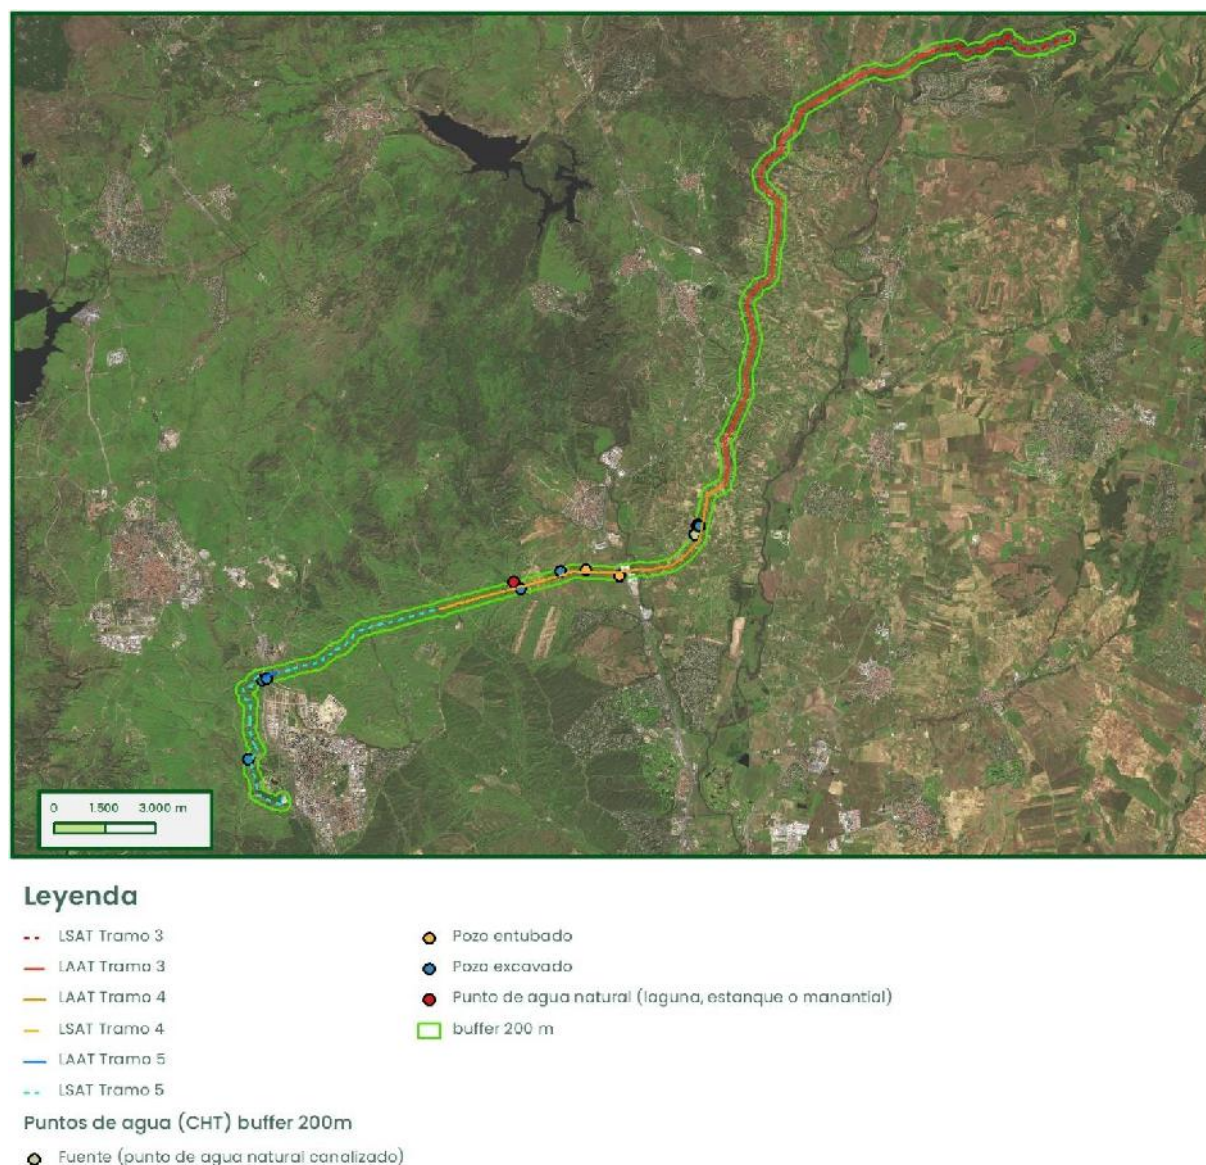 0 1.500 3.000 m
Leyenda
LSAT Tramo 3
LAAT Tramo 3
LAAT Tramo 4
LSAT Tramo 4
LAAT Tramo 5
LSAT Tramo 5
Puntos de agua (CHT) buffer 200m
Fuente (punto de agua natural canalizado)
Pozo entubado
Pozo excavado
Punto de agua natural (laguna, estanque o manantial)
buffer 200 m